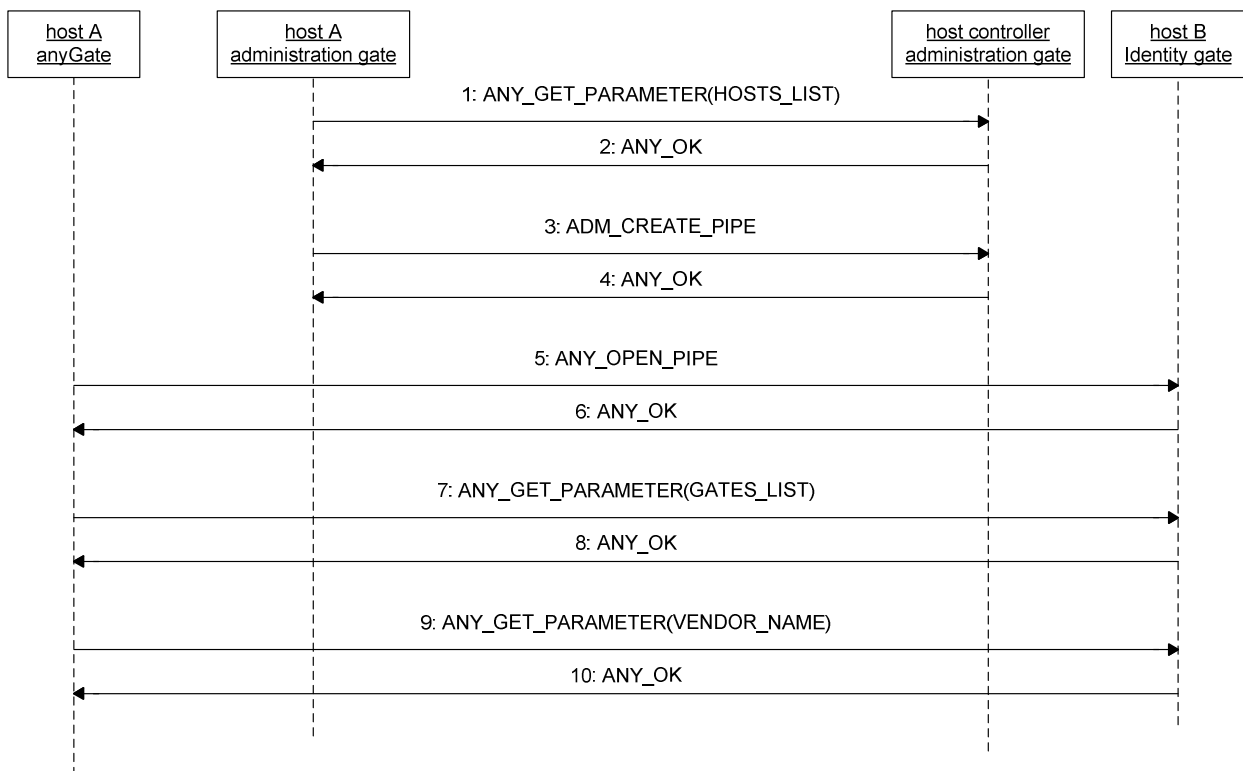 host A
anyGate
host A
administration gate
host controller
administration gate
host B
Identity gate
1: ANY_GET_PARAMETER(HOSTS_LIST)
2: ANY_OK
3: ADM_CREATE_PIPE
4: ANY_OK
5: ANY_OPEN_PIPE
6: ANY_OK
7: ANY_GET_PARAMETER(GATES_LIST)
8: ANY_OK
9: ANY_GET_PARAMETER(VENDOR_NAME)
10: ANY_OK